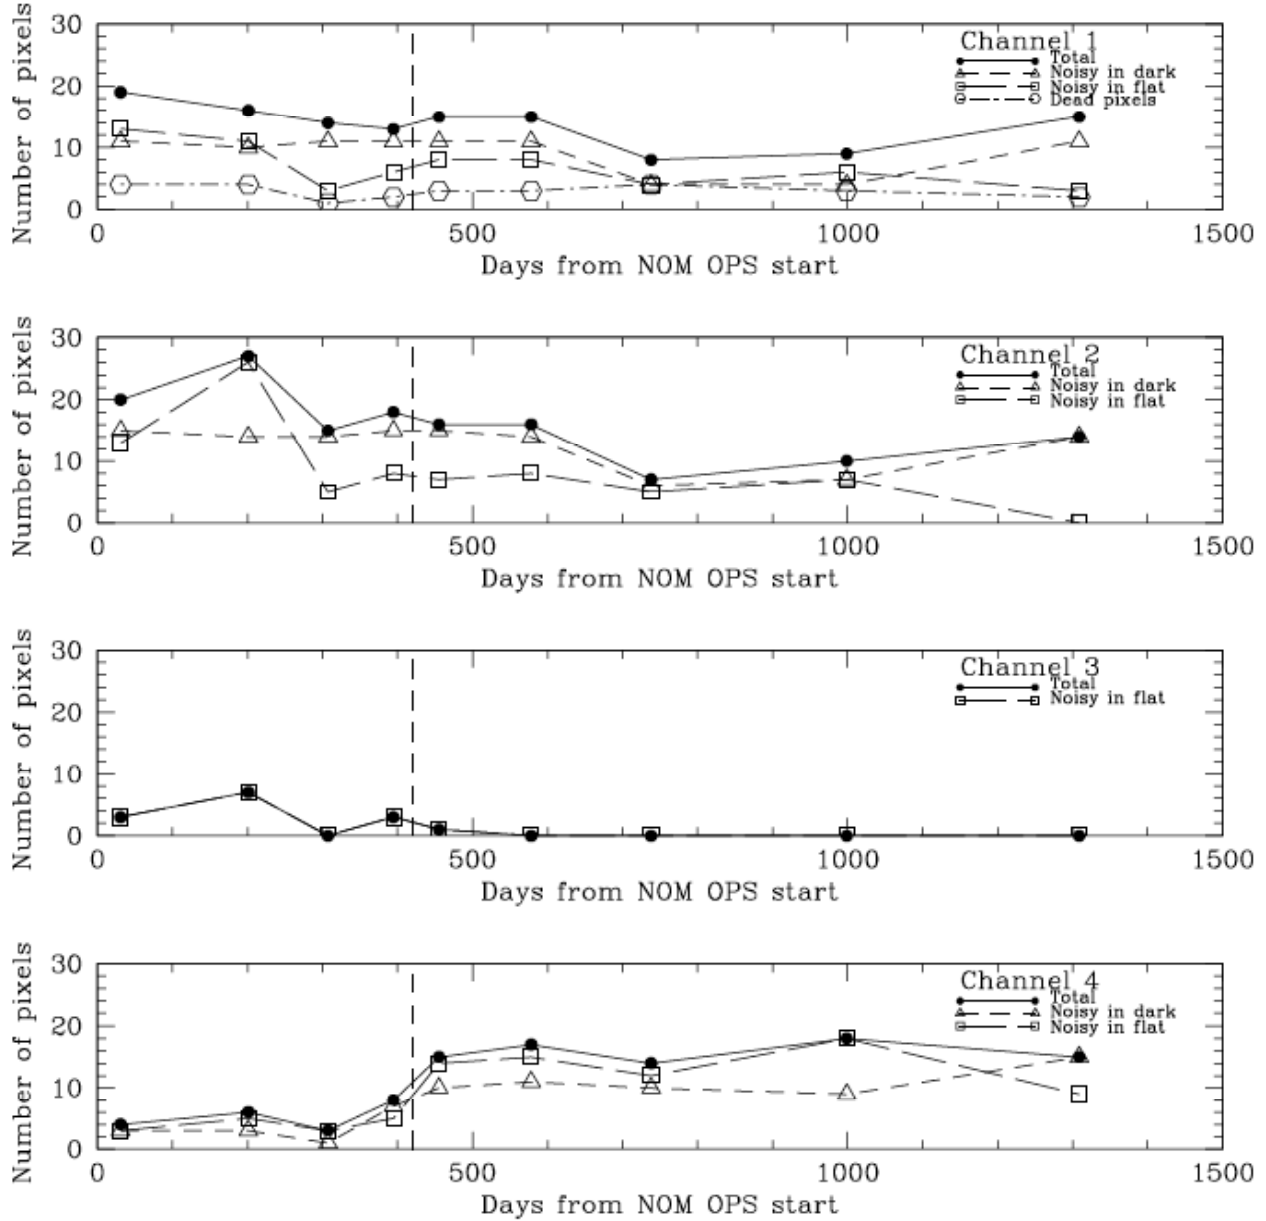 Number of pixels
30
20
10
0
Channel 1
Total
Noisy in dark
Noisy in flat
Dead pixels
0 500 1000 1500
Days from NOM OPS start
Number of pixels
30
20
10
0
Channel 2
Total
Noisy in dark
Noisy in flat
0 500 1000 1500
Days from NOM OPS start
Number of pixels
30
20
10
0
Channel 3
Total
Noisy in flat
0 500 1000 1500
Days from NOM OPS start
Number of pixels
30
20
10
0
Channel 4
Total
Noisy in dark
Noisy in flat
0 500 1000 1500
Days from NOM OPS start